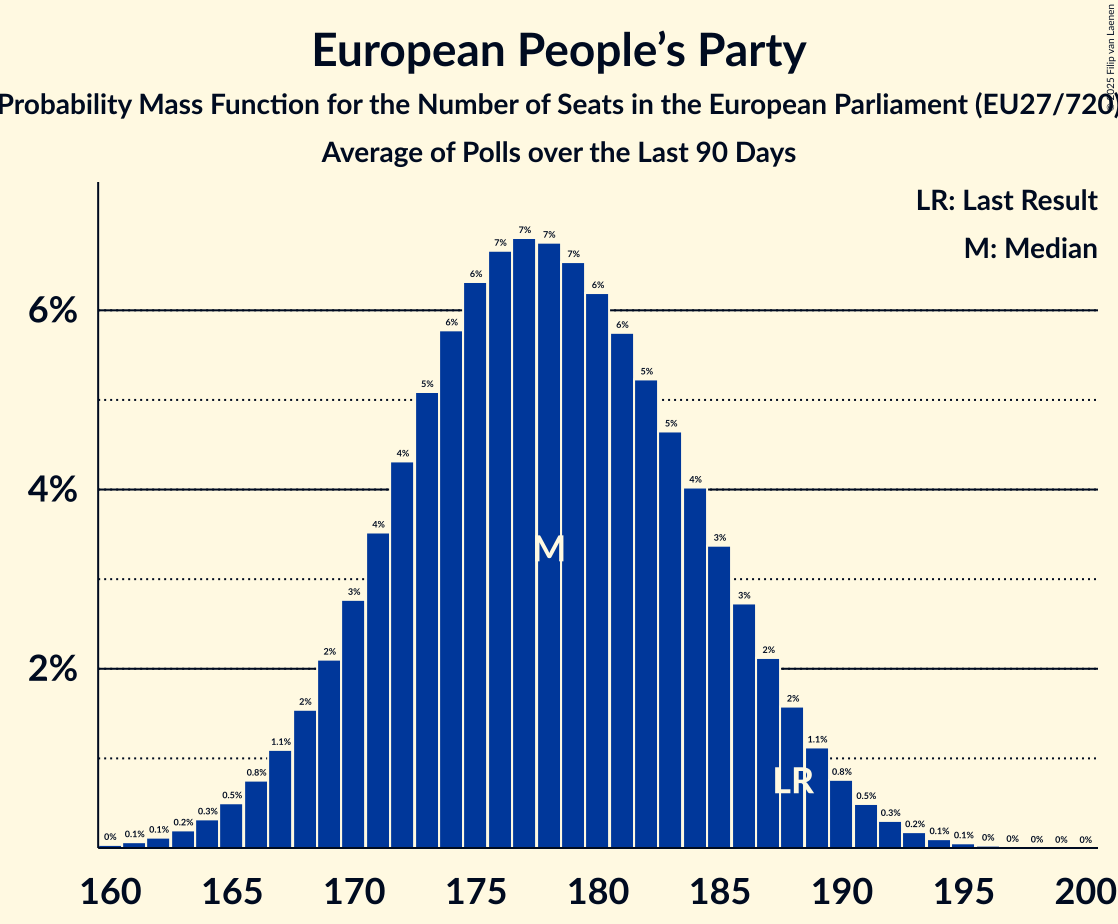 European People’s Party
Probability Mass Function for the Number of Seats in the European Parliament (EU27/720)
Average of Polls over the Last 90 Days
© 2025 Filip van Laenen
LR: Last Result
M: Median
6%
4%
2%
0% 0.1% 0.1% 0.2% 0.3% 0.5% 0.8% 1.1% 2% 2% 3% 4% 4% 5% 6% 6% 7% 7% 7% 7% 6% 6% 5% 5% 4% 3% 3% 2% 2% 1.1% 0.8% 0.5% 0.3% 0.2% 0.1% 0.1% 0% 0% 0% 0% 0%
M
LR
160 165 170 175 180 185 190 195 200